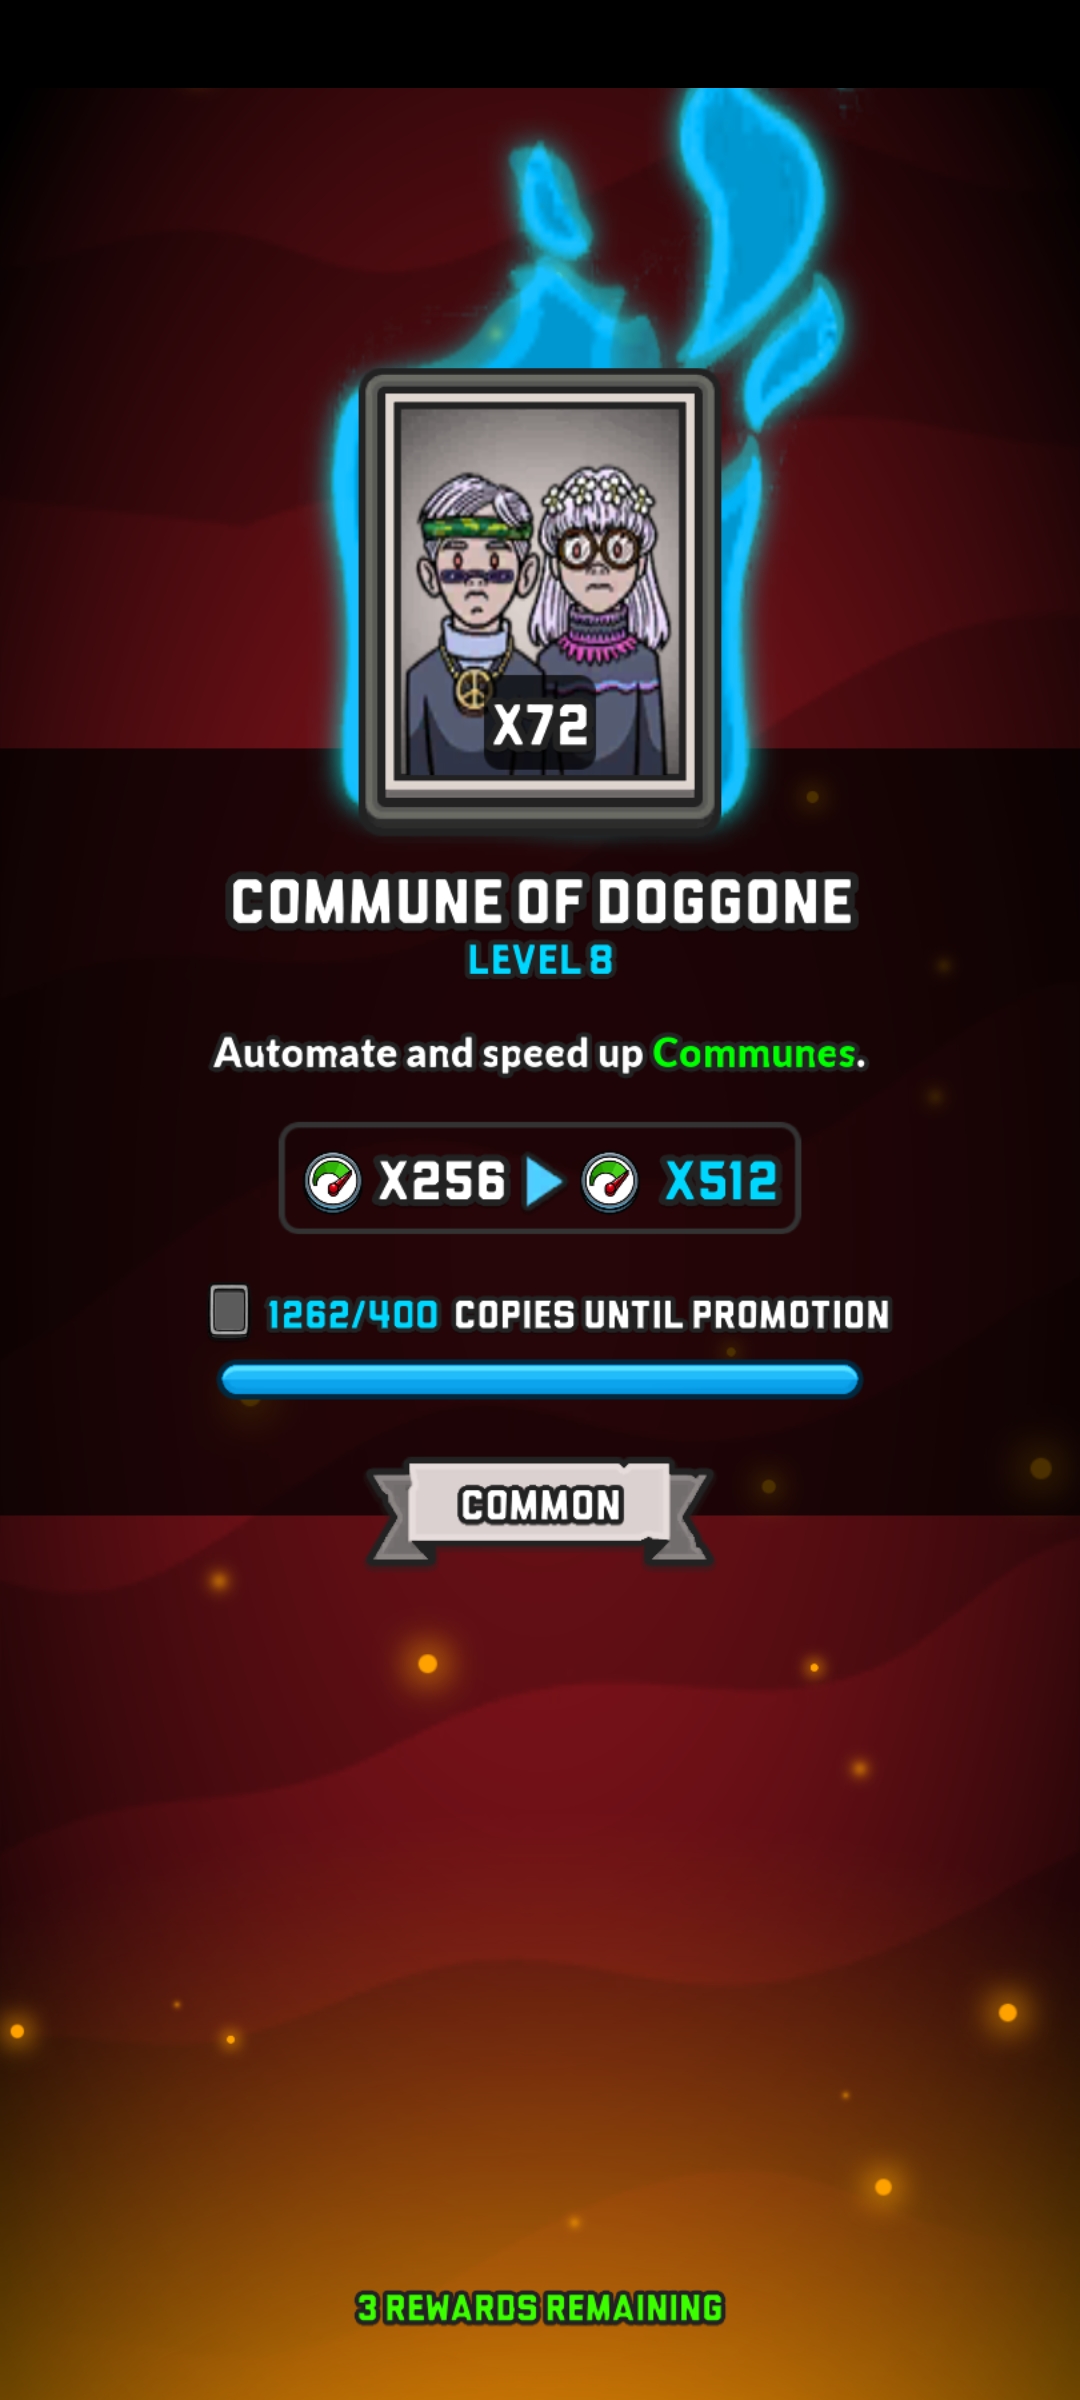 X72
COMMUNE OF DOGGONE
LEVEL 8
Automate and speed up Communes.
X256 X512
1262/400 COPIES UNTIL PROMOTION
COMMON
3 REWARDS REMAINING